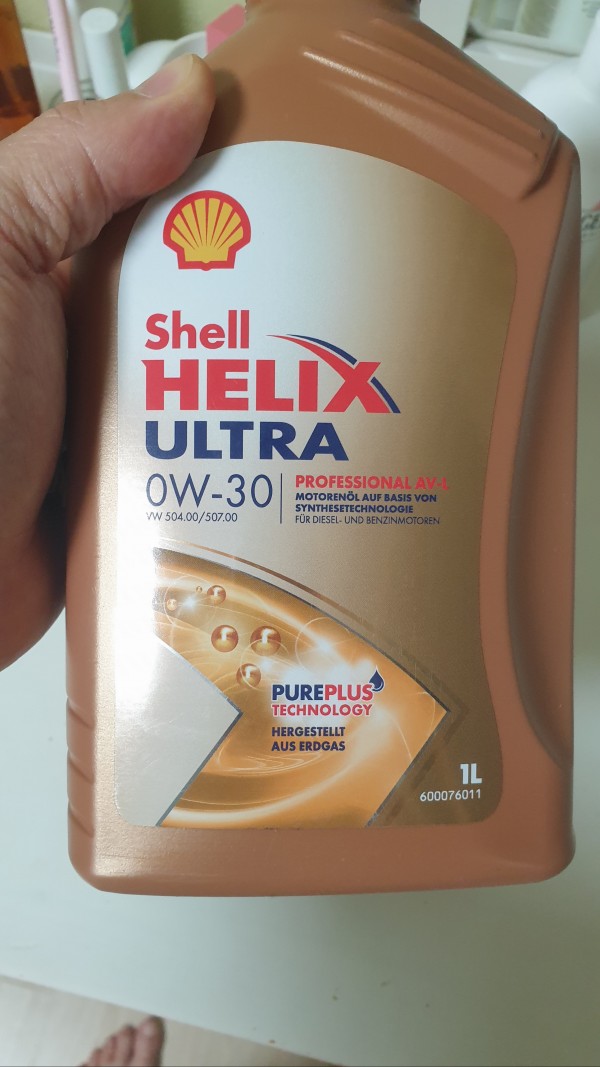 Shell
HELIX
ULTRA
0W-30
VW 504.00/507.00
PROFESSIONAL AV-L
MOTORENÖL AUF BASIS VON
SYNTHESETECHNOLOGIE
FÜR DIESEL- UND BENZINMOTOREN
PUREPLUS
TECHNOLOGY
HERGESTELLT
AUS ERDGAS
1L
600076011